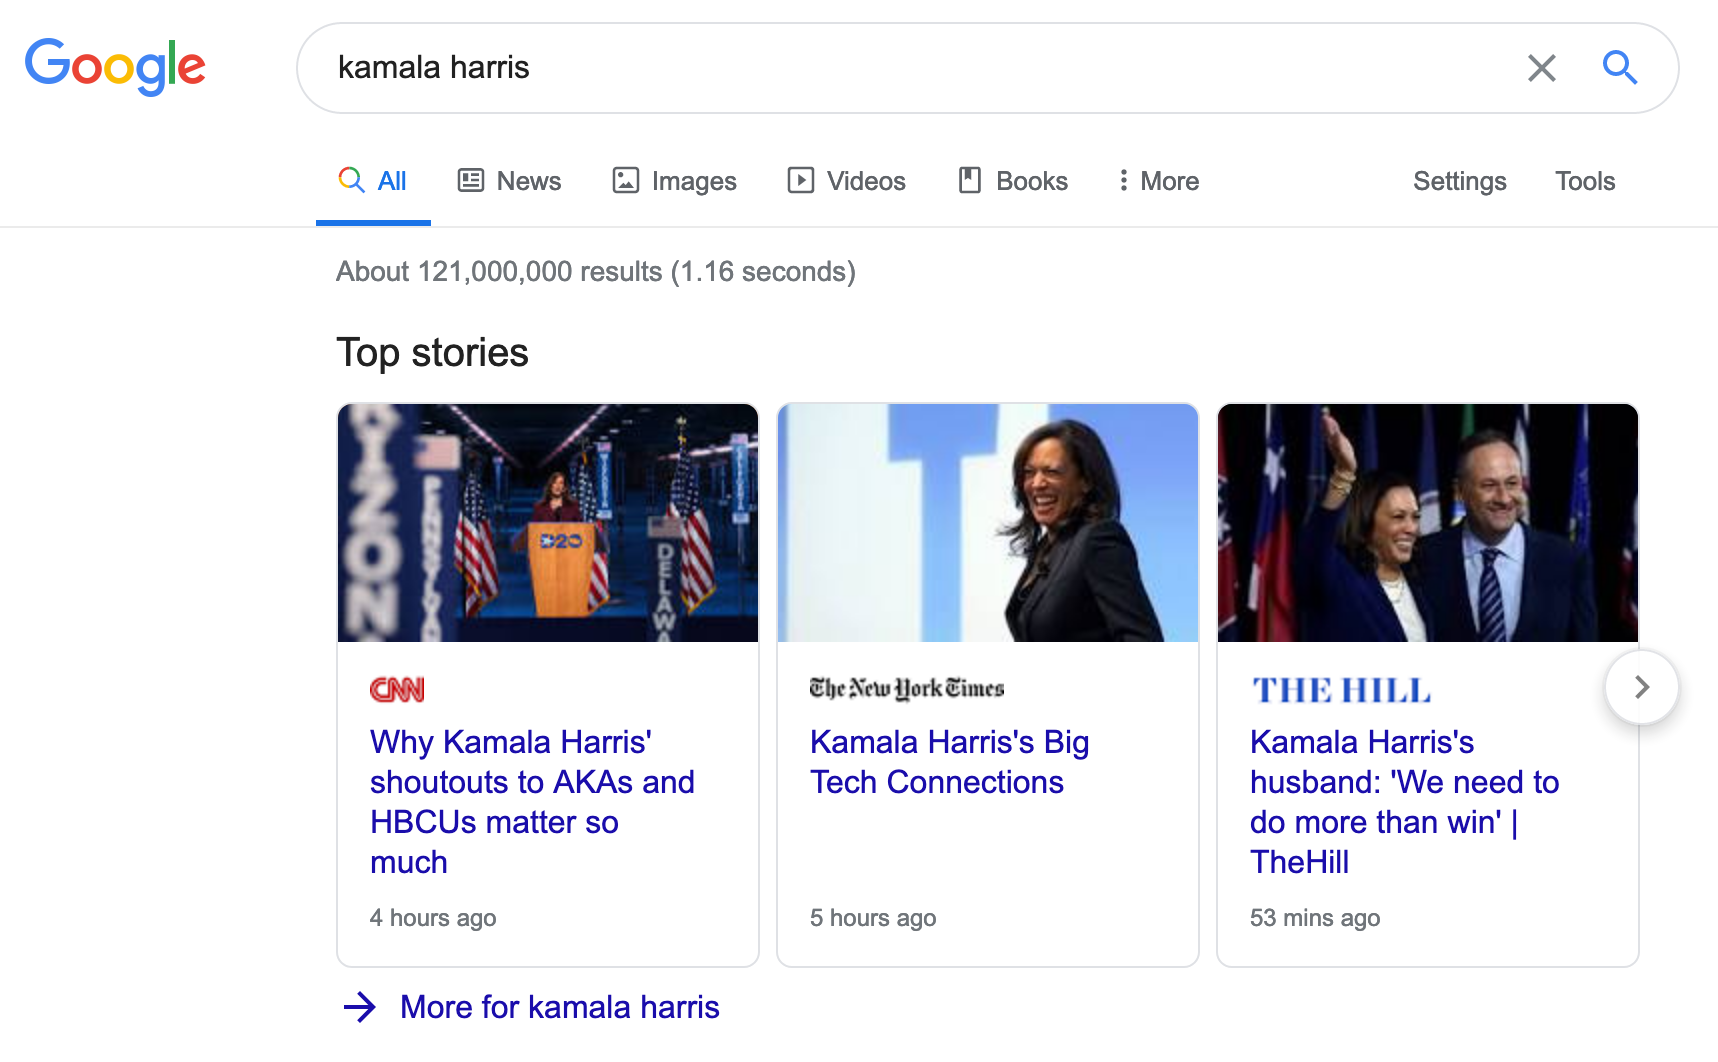 Google
kamala harris
All News Images Videos Books More Settings Tools
About 121,000,000 results (1.16 seconds)
Top stories
DELAWA
CNN
Why Kamala Harris'
shoutouts to AKAs and
HBCUs matter so
much
4 hours ago
The New York Times
Kamala Harris's Big
Tech Connections
5 hours ago
THE HILL
Kamala Harris's
husband: 'We need to
do more than win' |
TheHill
53 mins ago
More for kamala harris